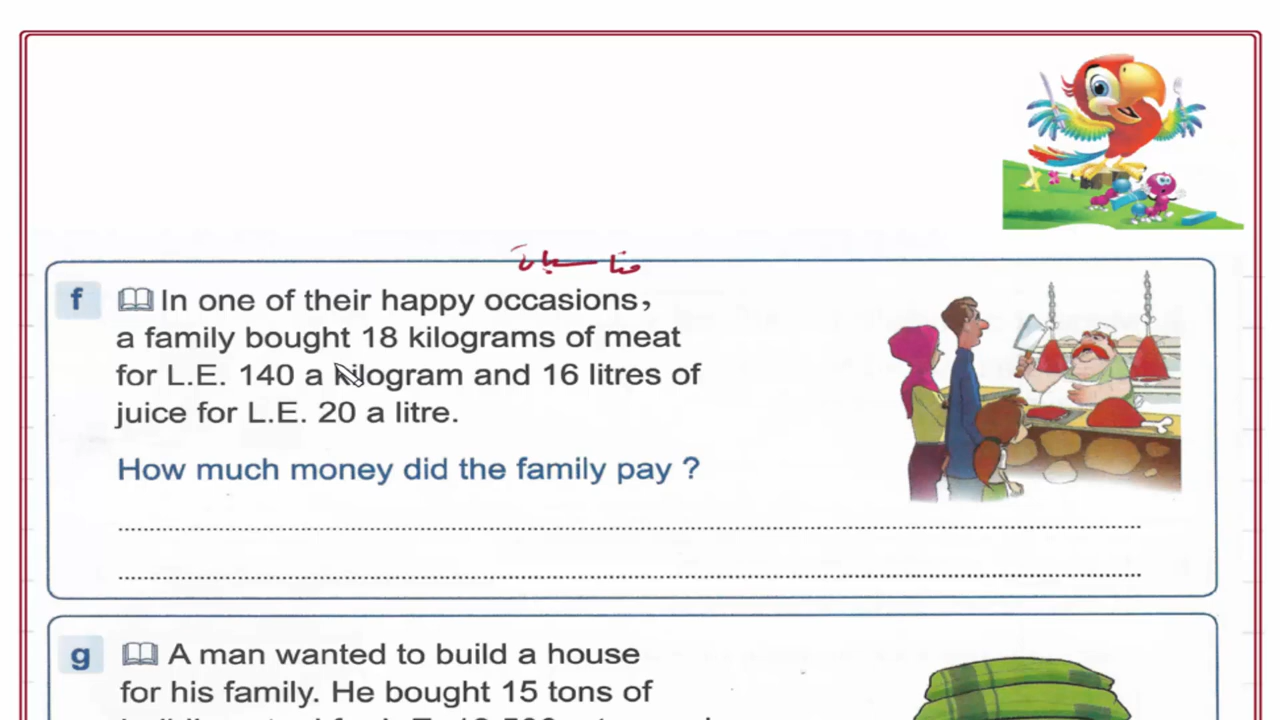 مناسبات
f In one of their happy occasions,
a family bought 18 kilograms of meat
for L.E. 140 a kilogram and 16 litres of
juice for L.E. 20 a litre.
How much money did the family pay ?
g A man wanted to build a house
for his family. He bought 15 tons of